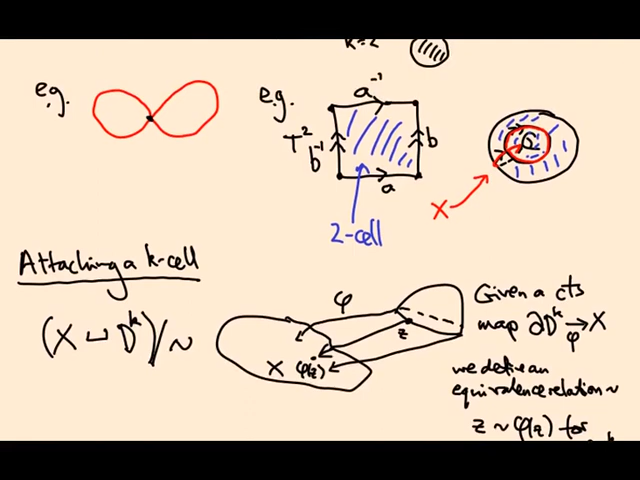 k=2
e.g.
e.g.
a⁻¹
T²
b⁻¹
b
a
2-cell
X
Attaching a k-cell
(X ⊔ Dᵏ)/~
φ
z
X φ(z)
Given a cts
map ∂Dᵏ →φ X
we define an
equivalence relation ~
z ~ φ(z) for